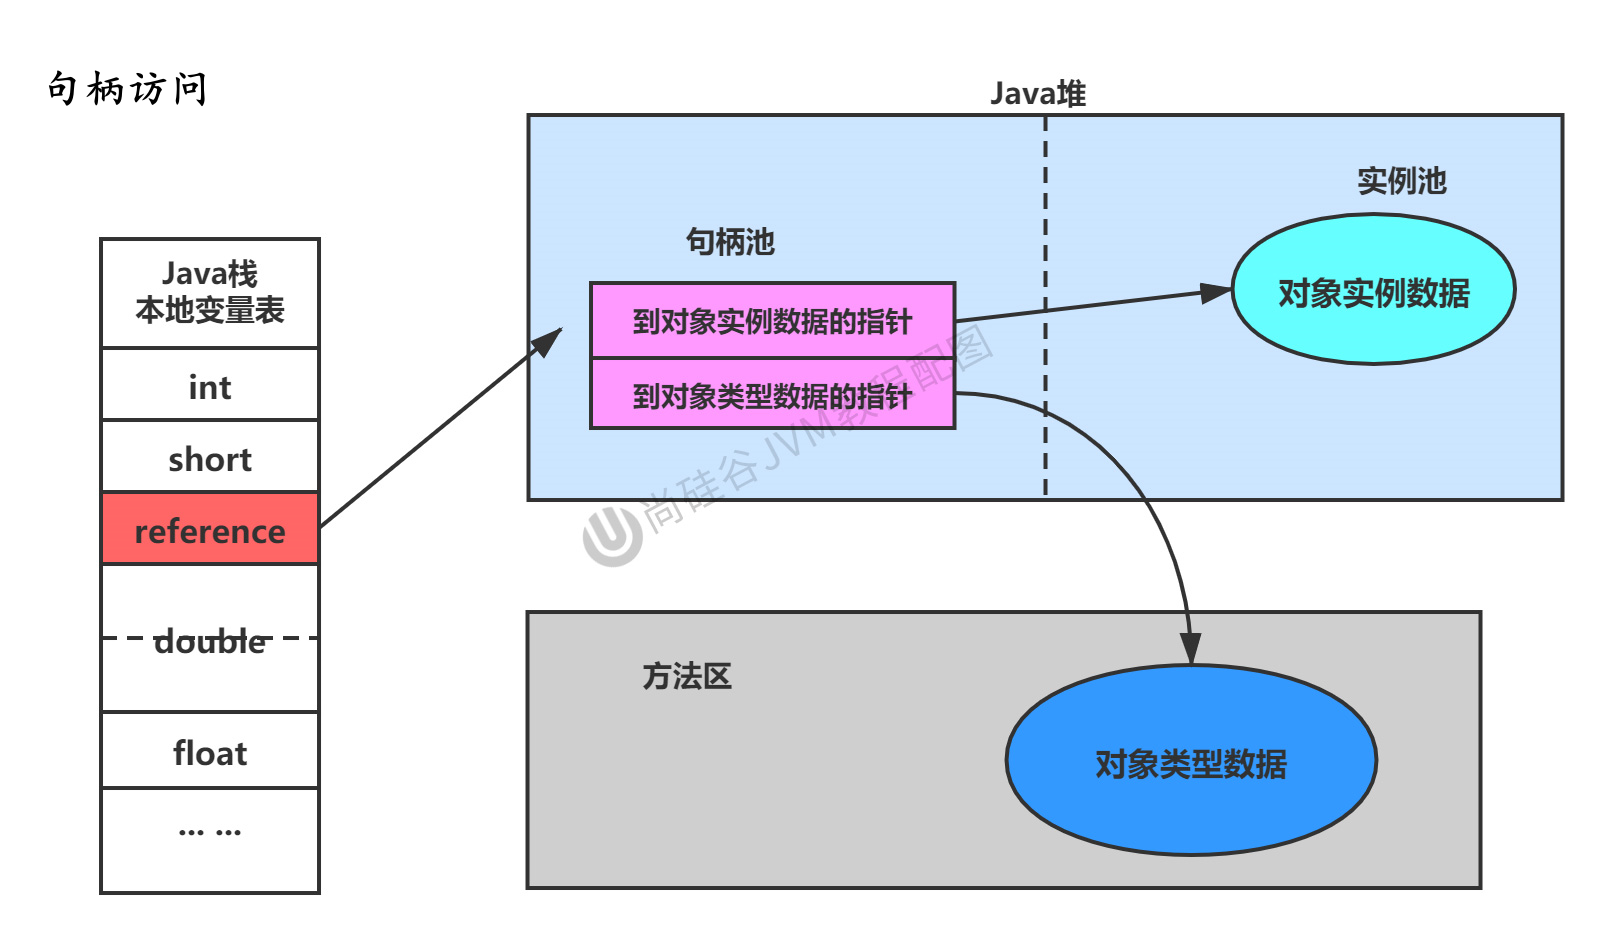 句柄访问
Java堆
实例池
句柄池
对象实例数据
到对象实例数据的指针
到对象类型数据的指针
Java栈
本地变量表
int
short
reference
double
float
... ...
方法区
对象类型数据
尚硅谷JVM教程配图